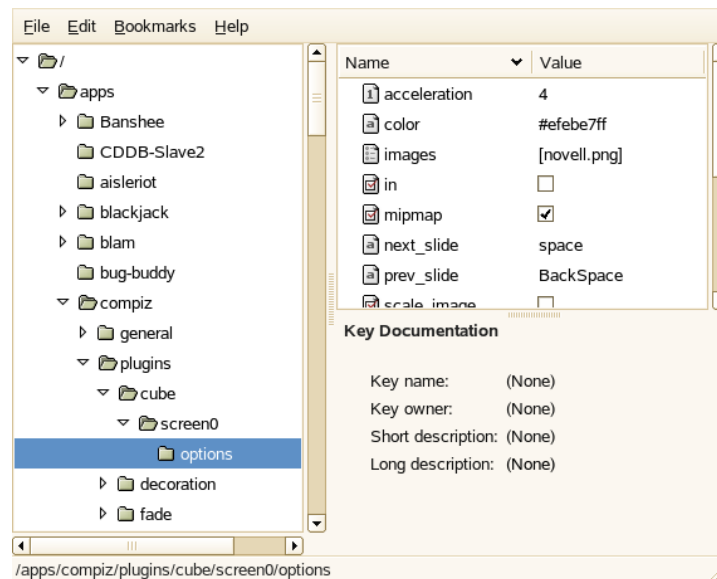 File Edit Bookmarks Help
/
apps
Banshee
CDDB-Slave2
aisleriot
blackjack
blam
bug-buddy
compiz
general
plugins
cube
screen0
options
decoration
fade
Name Value
acceleration 4
color #efebe7ff
images [novell.png]
in
mipmap
next_slide space
prev_slide BackSpace
scale_image
Key Documentation
Key name: (None)
Key owner: (None)
Short description: (None)
Long description: (None)
/apps/compiz/plugins/cube/screen0/options